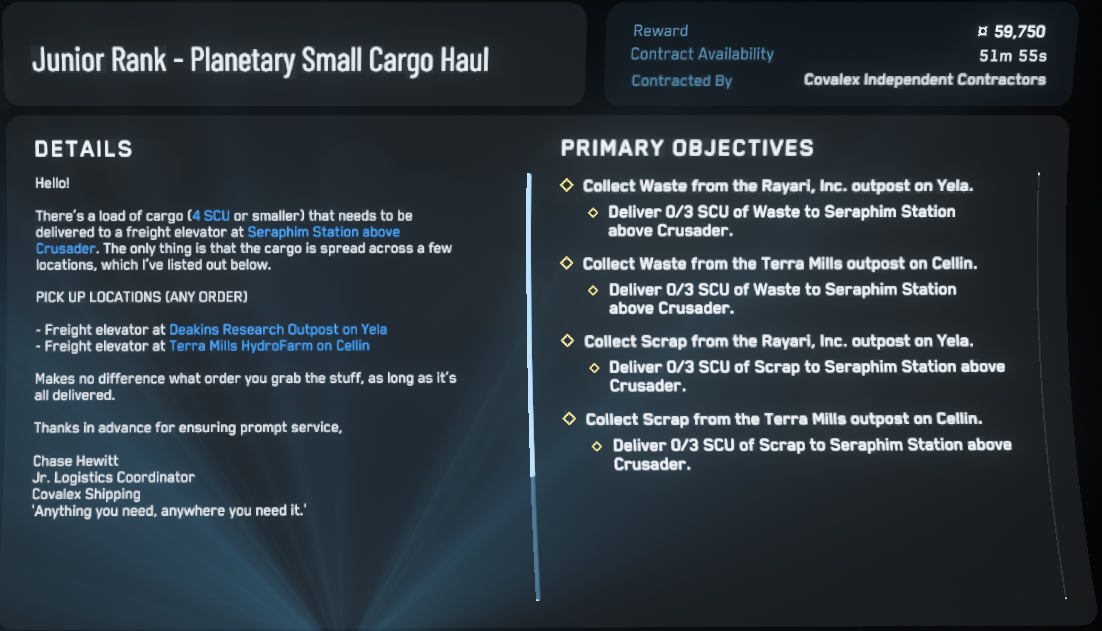 Junior Rank - Planetary Small Cargo Haul
Reward ¤ 59,750
Contract Availability 51m 55s
Contracted By Covalex Independent Contractors
DETAILS
Hello!
There's a load of cargo (4 SCU or smaller) that needs to be
delivered to a freight elevator at Seraphim Station above
Crusader. The only thing is that the cargo is spread across a few
locations, which I've listed out below.
PICK UP LOCATIONS (ANY ORDER)
- Freight elevator at Deakins Research Outpost on Yela
- Freight elevator at Terra Mills HydroFarm on Cellin
Makes no difference what order you grab the stuff, as long as it's
all delivered.
Thanks in advance for ensuring prompt service,
Chase Hewitt
Jr. Logistics Coordinator
Covalex Shipping
'Anything you need, anywhere you need it.'
PRIMARY OBJECTIVES
Collect Waste from the Rayari, Inc. outpost on Yela.
Deliver 0/3 SCU of Waste to Seraphim Station
above Crusader.
Collect Waste from the Terra Mills outpost on Cellin.
Deliver 0/3 SCU of Waste to Seraphim Station
above Crusader.
Collect Scrap from the Rayari, Inc. outpost on Yela.
Deliver 0/3 SCU of Scrap to Seraphim Station above
Crusader.
Collect Scrap from the Terra Mills outpost on Cellin.
Deliver 0/3 SCU of Scrap to Seraphim Station above
Crusader.